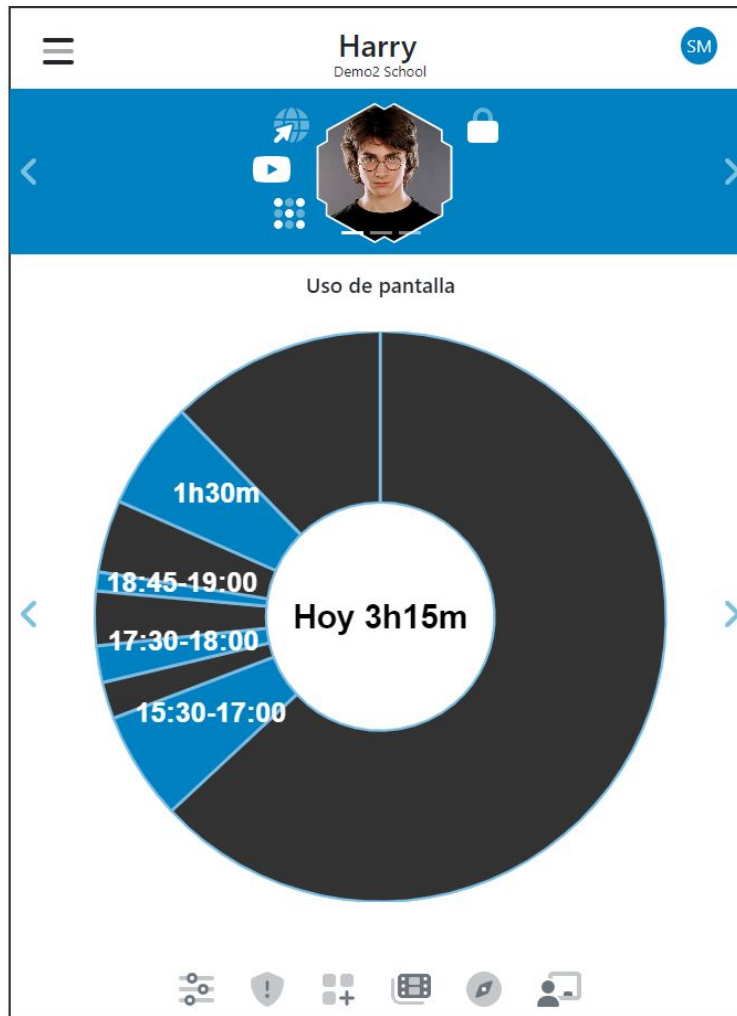 Harry
SM
Demo2 School
Uso de pantalla
1h30m
18:45-19:00
Hoy 3h15m
17:30-18:00
15:30-17:00